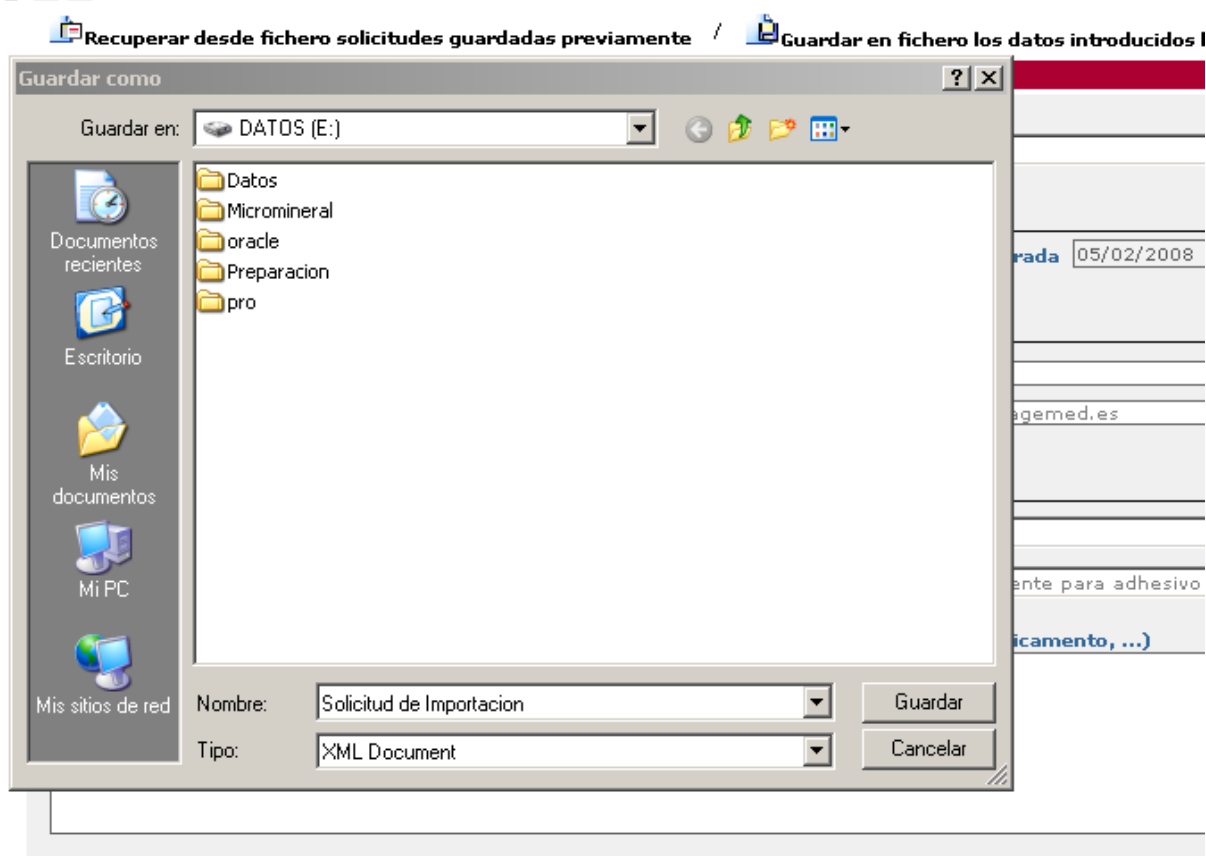 Recuperar desde fichero solicitudes guardadas previamente / Guardar en fichero los datos introducidos
Guardar como
Guardar en: DATOS (E:)
Datos
Micromineral
oracle
Preparacion
pro
Documentos
recientes
Escritorio
Mis
documentos
Mi PC
Mis sitios de red
Nombre: Solicitud de Importacion Guardar
Tipo: XML Document Cancelar
rada 05/02/2008
agemed.es
ente para adhesivo
icamento, ...)